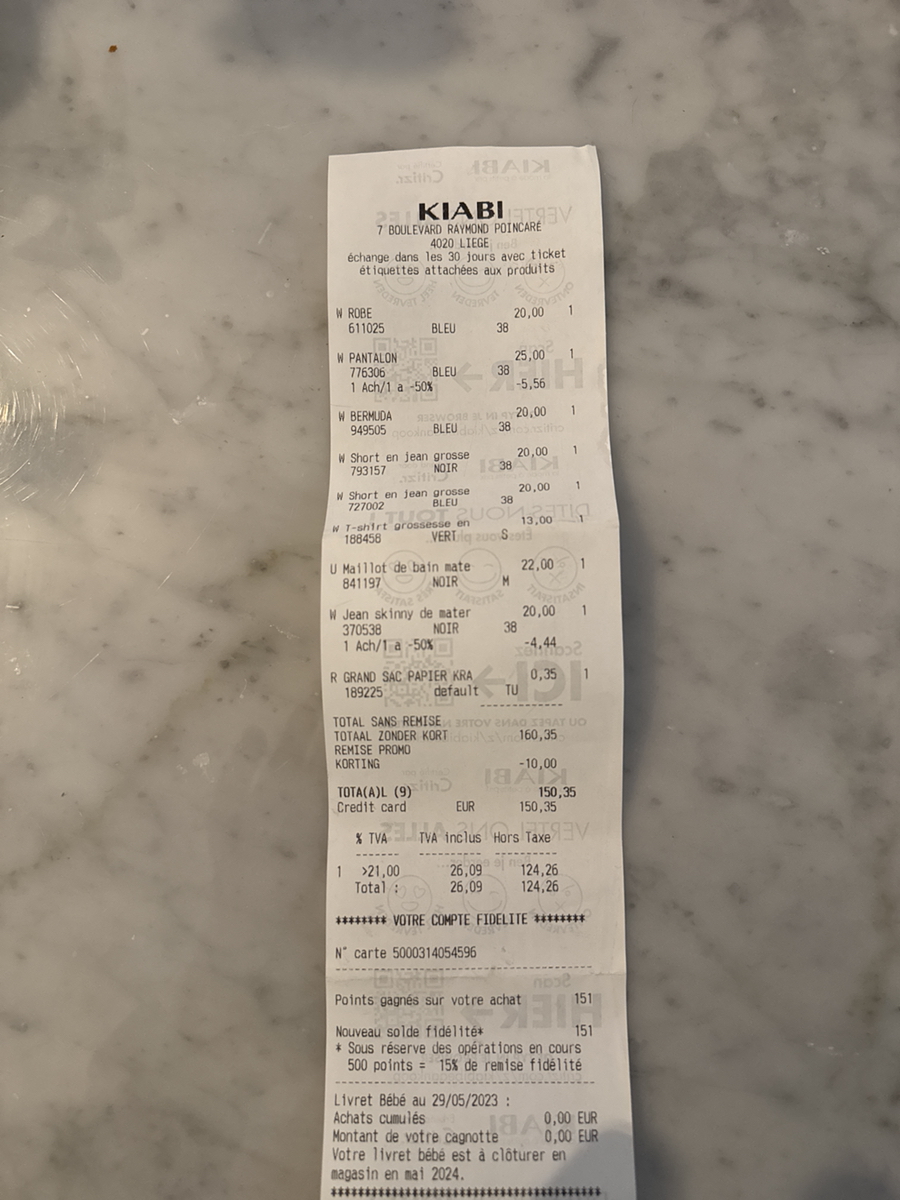 KIABI
7 BOULEVARD RAYMOND POINCARÉ
4020 LIEGE
échange dans les 30 jours avec ticket
étiquettes attachées aux produits
W ROBE 20,00 1
611025 BLEU 38
W PANTALON 25,00 1
776306 BLEU 38
1 Ach/1 a -50% -5,56
W BERMUDA 20,00 1
949505 BLEU 38
W Short en jean grosse 20,00 1
793157 NOIR 38
W Short en jean grosse 20,00 1
727002 BLEU 38
W T-shirt grossesse en 13,00 1
188458 VERT S
U Maillot de bain mate 22,00 1
841197 NOIR M
W Jean skinny de mater 20,00 1
370538 NOIR 38
1 Ach/1 a -50% -4,44
R GRAND SAC PAPIER KRA 0,35 1
189225 default TU
TOTAL SANS REMISE
TOTAAL ZONDER KORT 160,35
REMISE PROMO
KORTING -10,00
TOTA(A)L (9) 150,35
Credit card EUR 150,35
% TVA TVA inclus Hors Taxe
1 >21,00 26,09 124,26
Total : 26,09 124,26
******** VOTRE COMPTE FIDELITE ********
N° carte 5000314054596
Points gagnés sur votre achat 151
Nouveau solde fidélité* 151
* Sous réserve des opérations en cours
500 points = 15% de remise fidélité
Livret Bébé au 29/05/2023 :
Achats cumulés 0,00 EUR
Montant de votre cagnotte 0,00 EUR
Votre livret bébé est à clôturer en
magasin en mai 2024.